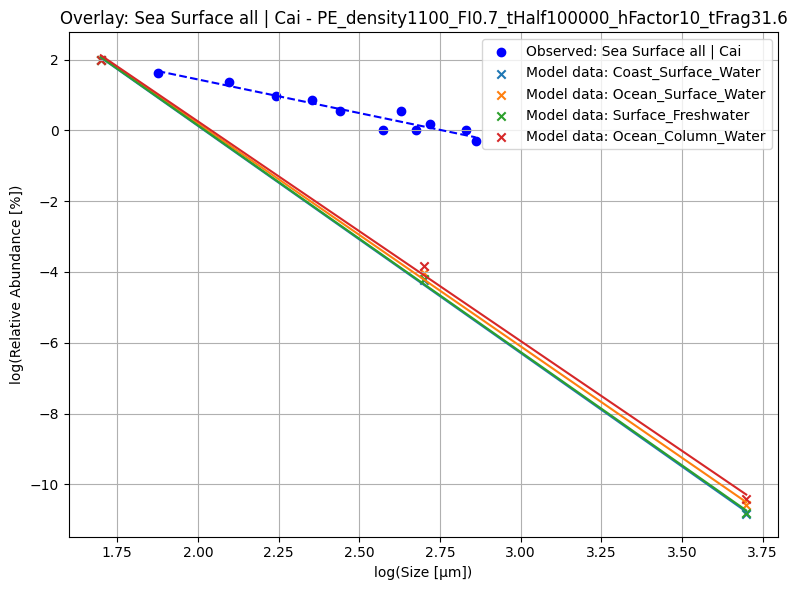 Overlay: Sea Surface all | Cai - PE_density1100_FI0.7_tHalf100000_hFactor10_tFrag31.6
Observed: Sea Surface all | Cai
Model data: Coast_Surface_Water
Model data: Ocean_Surface_Water
Model data: Surface_Freshwater
Model data: Ocean_Column_Water
log(Relative Abundance [%])
2
0
−2
−4
−6
−8
−10
1.75 2.00 2.25 2.50 2.75 3.00 3.25 3.50 3.75
log(Size [μm])